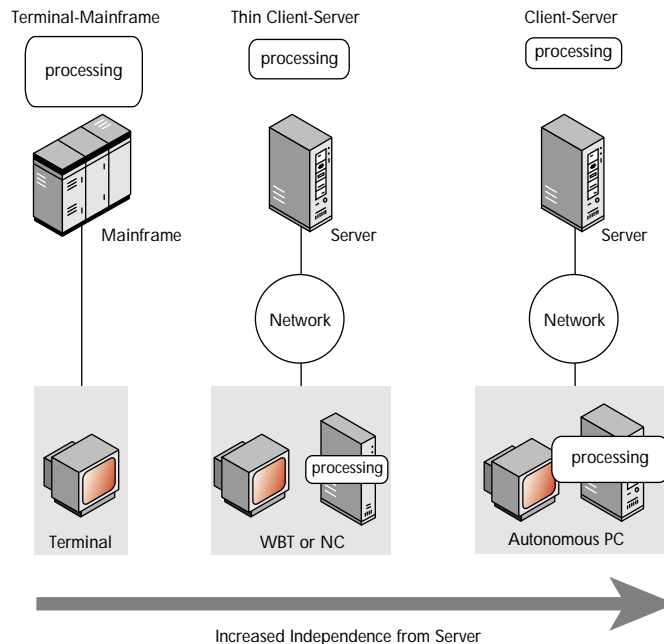 Terminal-Mainframe
Thin Client-Server
Client-Server
processing
processing
processing
Mainframe
Server
Server
Network
Network
processing
processing
Terminal
WBT or NC
Autonomous PC
Increased Independence from Server